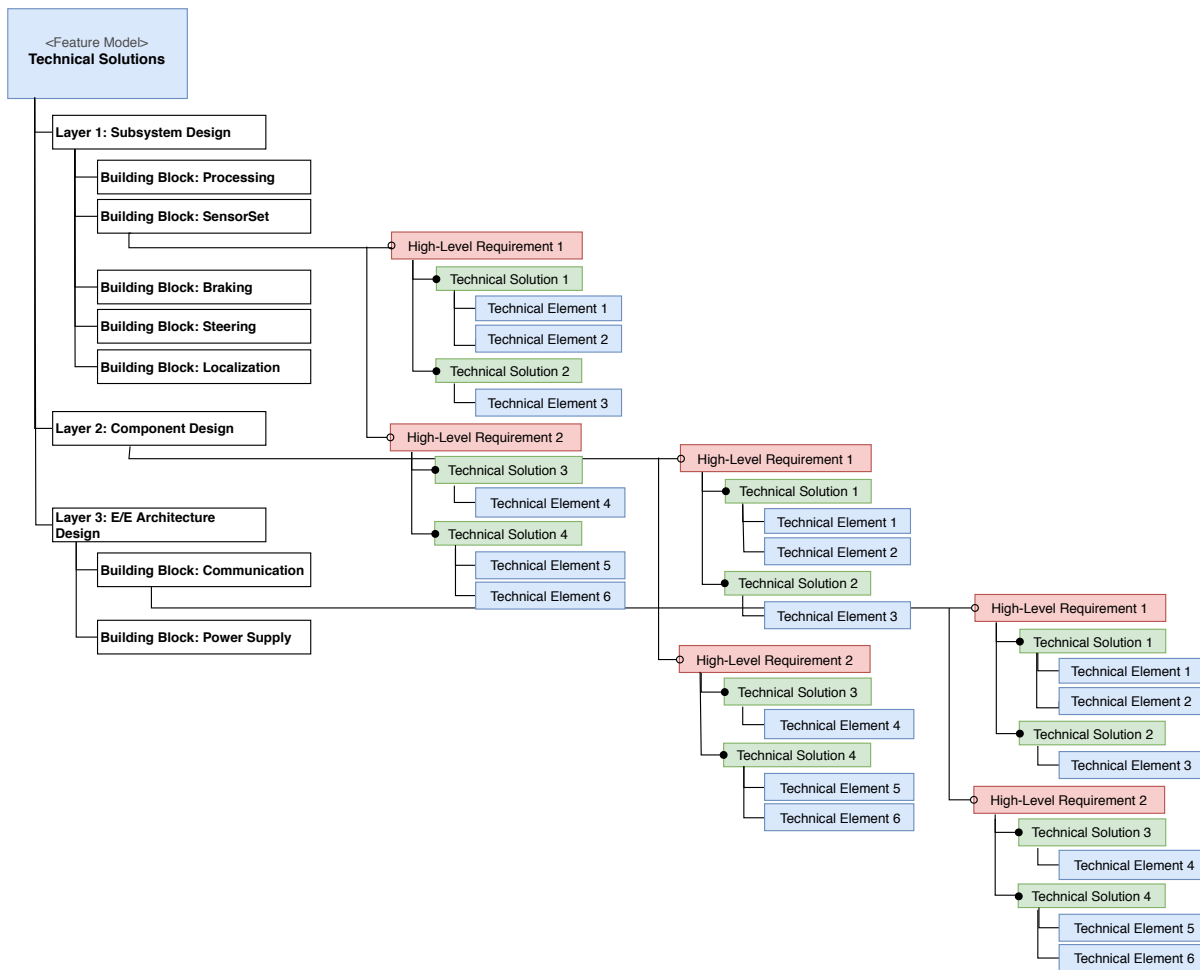 <Feature Model>
Technical Solutions
Layer 1: Subsystem Design
Building Block: Processing
Building Block: SensorSet
Building Block: Braking
Building Block: Steering
Building Block: Localization
Layer 2: Component Design
Layer 3: E/E Architecture
Design
Building Block: Communication
Building Block: Power Supply
High-Level Requirement 1
Technical Solution 1
Technical Element 1
Technical Element 2
Technical Solution 2
Technical Element 3
High-Level Requirement 2
Technical Solution 3
Technical Element 4
Technical Solution 4
Technical Element 5
Technical Element 6
High-Level Requirement 1
Technical Solution 1
Technical Element 1
Technical Element 2
Technical Solution 2
Technical Element 3
High-Level Requirement 2
Technical Solution 3
Technical Element 4
Technical Solution 4
Technical Element 5
Technical Element 6
High-Level Requirement 1
Technical Solution 1
Technical Element 1
Technical Element 2
Technical Solution 2
Technical Element 3
High-Level Requirement 2
Technical Solution 3
Technical Element 4
Technical Solution 4
Technical Element 5
Technical Element 6